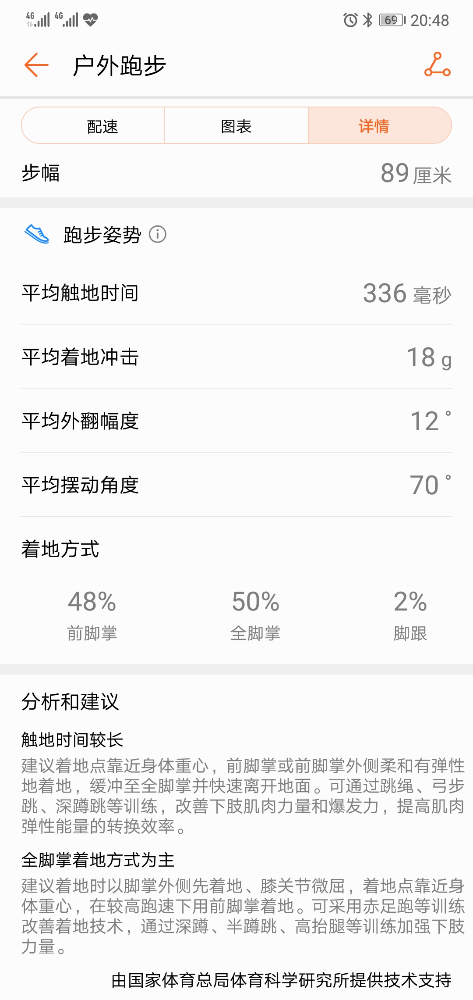 4G 4G 69 20:48
户外跑步
配速 图表 详情
步幅 89厘米
跑步姿势
平均触地时间 336 毫秒
平均着地冲击 18 g
平均外翻幅度 12 °
平均摆动角度 70 °
着地方式
48% 50% 2%
前脚掌 全脚掌 脚跟
分析和建议
触地时间较长
建议着地点靠近身体重心，前脚掌或前脚掌外侧柔和有弹性
地着地，缓冲至全脚掌并快速离开地面。可通过跳绳、弓步
跳、深蹲跳等训练，改善下肢肌肉力量和爆发力，提高肌肉
弹性能量的转换效率。
全脚掌着地方式为主
建议着地时以脚掌外侧先着地、膝关节微屈，着地点靠近身
体重心，在较高跑速下用前脚掌着地。可采用赤足跑等训练
改善着地技术，通过深蹲、半蹲跳、高抬腿等训练加强下肢
力量。
由国家体育总局体育科学研究所提供技术支持